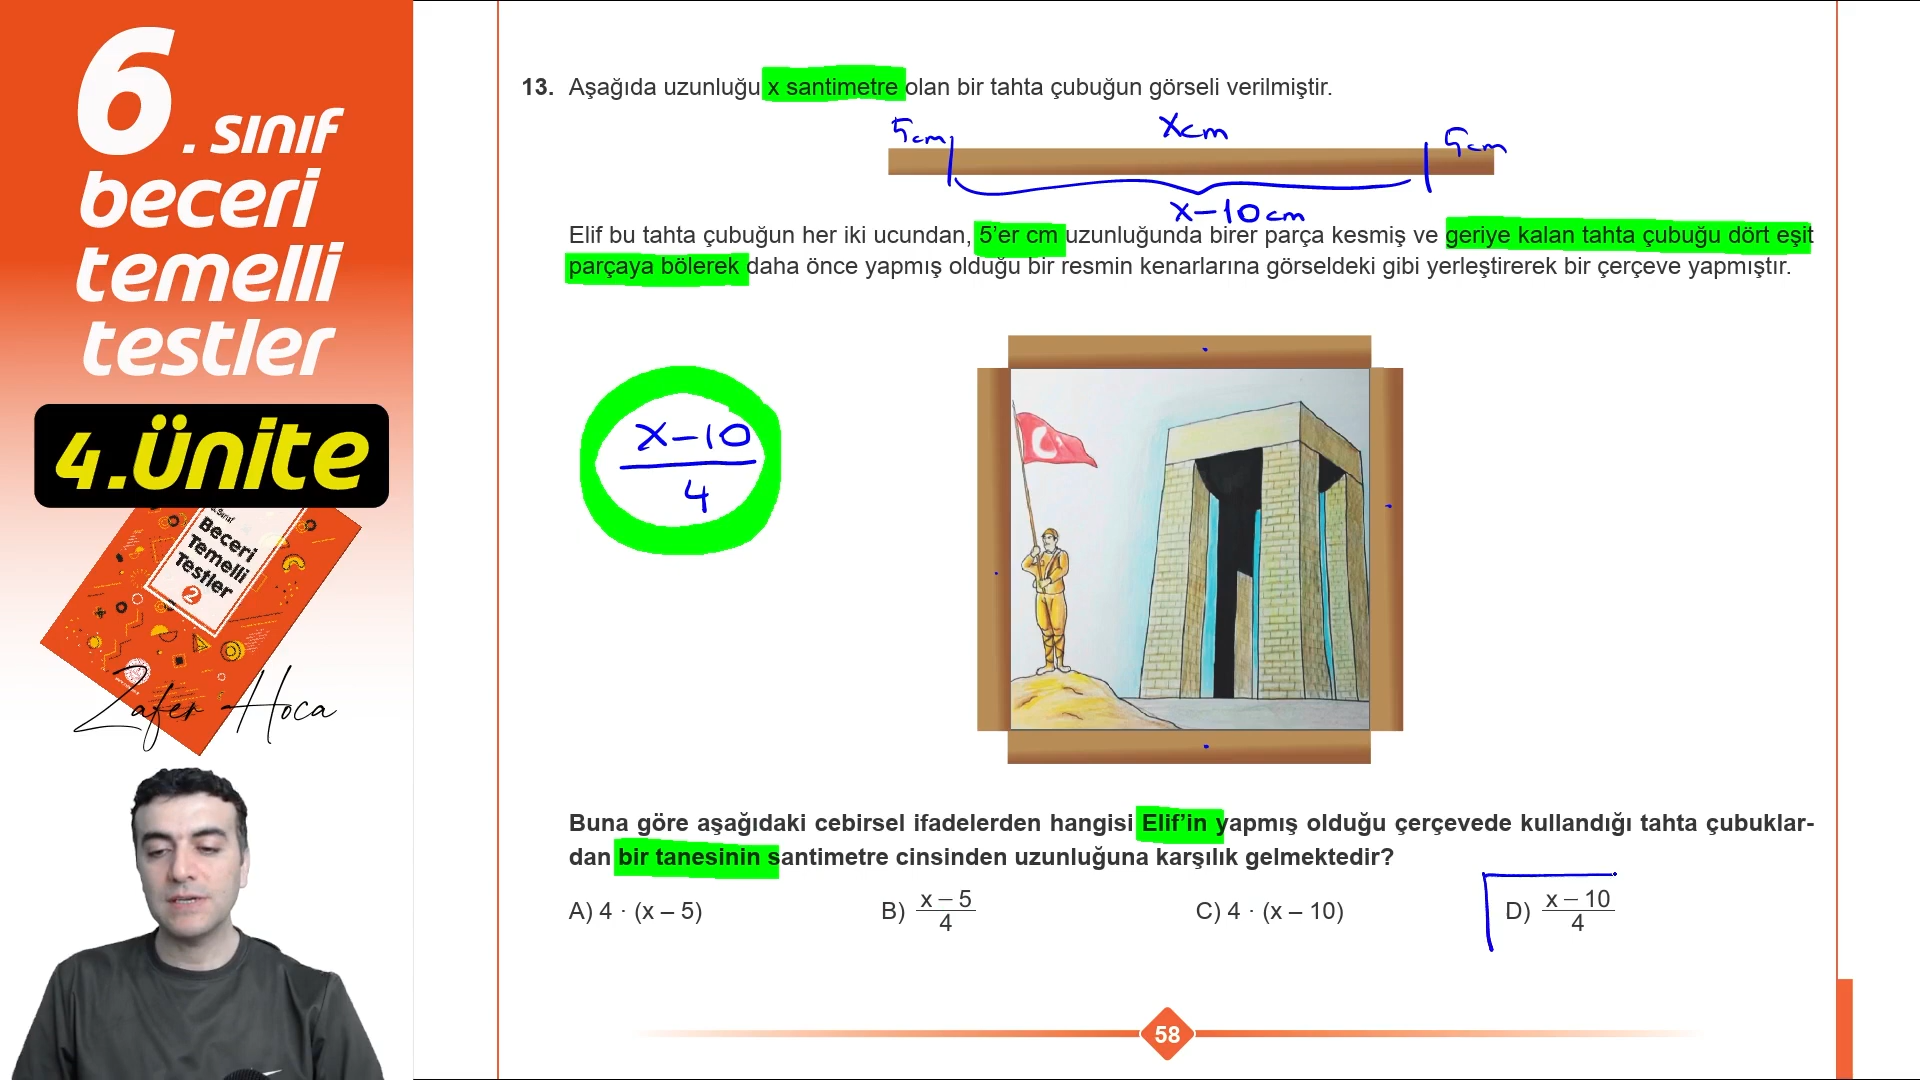 6. sınıf
beceri
temelli
testler
4.Ünite
Beceri
Temelli
Testler
2
Zafer Hoca
13. Aşağıda uzunluğu x santimetre olan bir tahta çubuğun görseli verilmiştir.
5cm xcm 5cm
x-10cm
Elif bu tahta çubuğun her iki ucundan, 5'er cm uzunluğunda birer parça kesmiş ve geriye kalan tahta çubuğu dört eşit
parçaya bölerek daha önce yapmış olduğu bir resmin kenarlarına görseldeki gibi yerleştirerek bir çerçeve yapmıştır.
x-10
4
Buna göre aşağıdaki cebirsel ifadelerden hangisi Elif'in yapmış olduğu çerçevede kullandığı tahta çubuklar-
dan bir tanesinin santimetre cinsinden uzunluğuna karşılık gelmektedir?
A) 4 · (x – 5) B) x – 5 / 4 C) 4 · (x – 10) D) x – 10 / 4
58